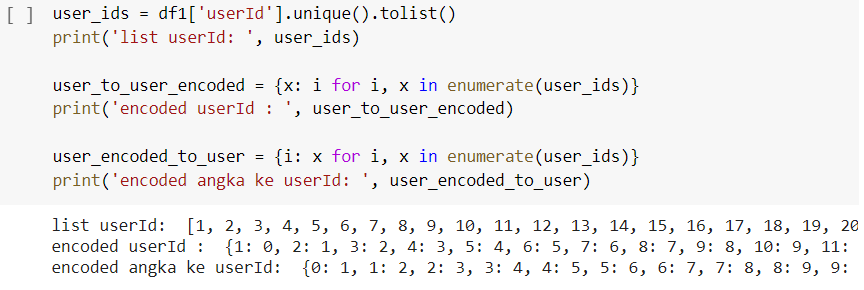 [ ] user_ids = df1['userId'].unique().tolist()
print('list userId: ', user_ids)
user_to_user_encoded = {x: i for i, x in enumerate(user_ids)}
print('encoded userId : ', user_to_user_encoded)
user_encoded_to_user = {i: x for i, x in enumerate(user_ids)}
print('encoded angka ke userId: ', user_encoded_to_user)
list userId:  [1, 2, 3, 4, 5, 6, 7, 8, 9, 10, 11, 12, 13, 14, 15, 16, 17, 18, 19, 20
encoded userId :  {1: 0, 2: 1, 3: 2, 4: 3, 5: 4, 6: 5, 7: 6, 8: 7, 9: 8, 10: 9, 11:
encoded angka ke userId:  {0: 1, 1: 2, 2: 3, 3: 4, 4: 5, 5: 6, 6: 7, 7: 8, 8: 9, 9: